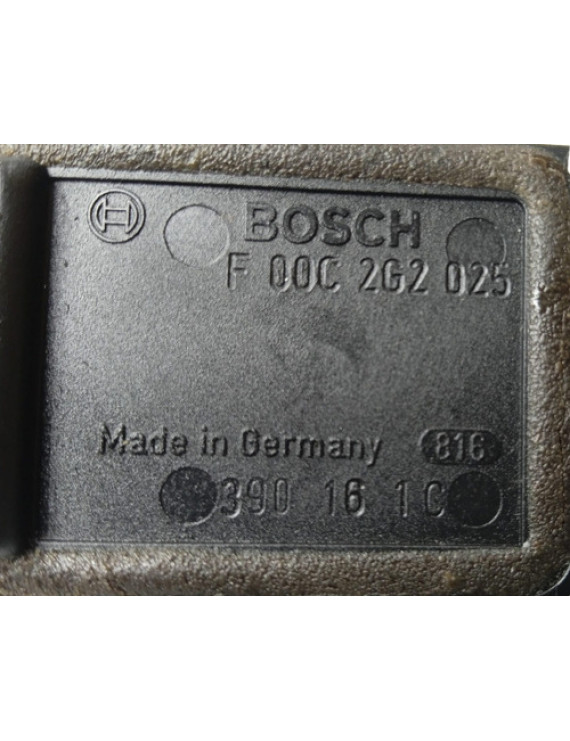 BOSCH
F 00C 2G2 025
Made in Germany 816
390 16 1C